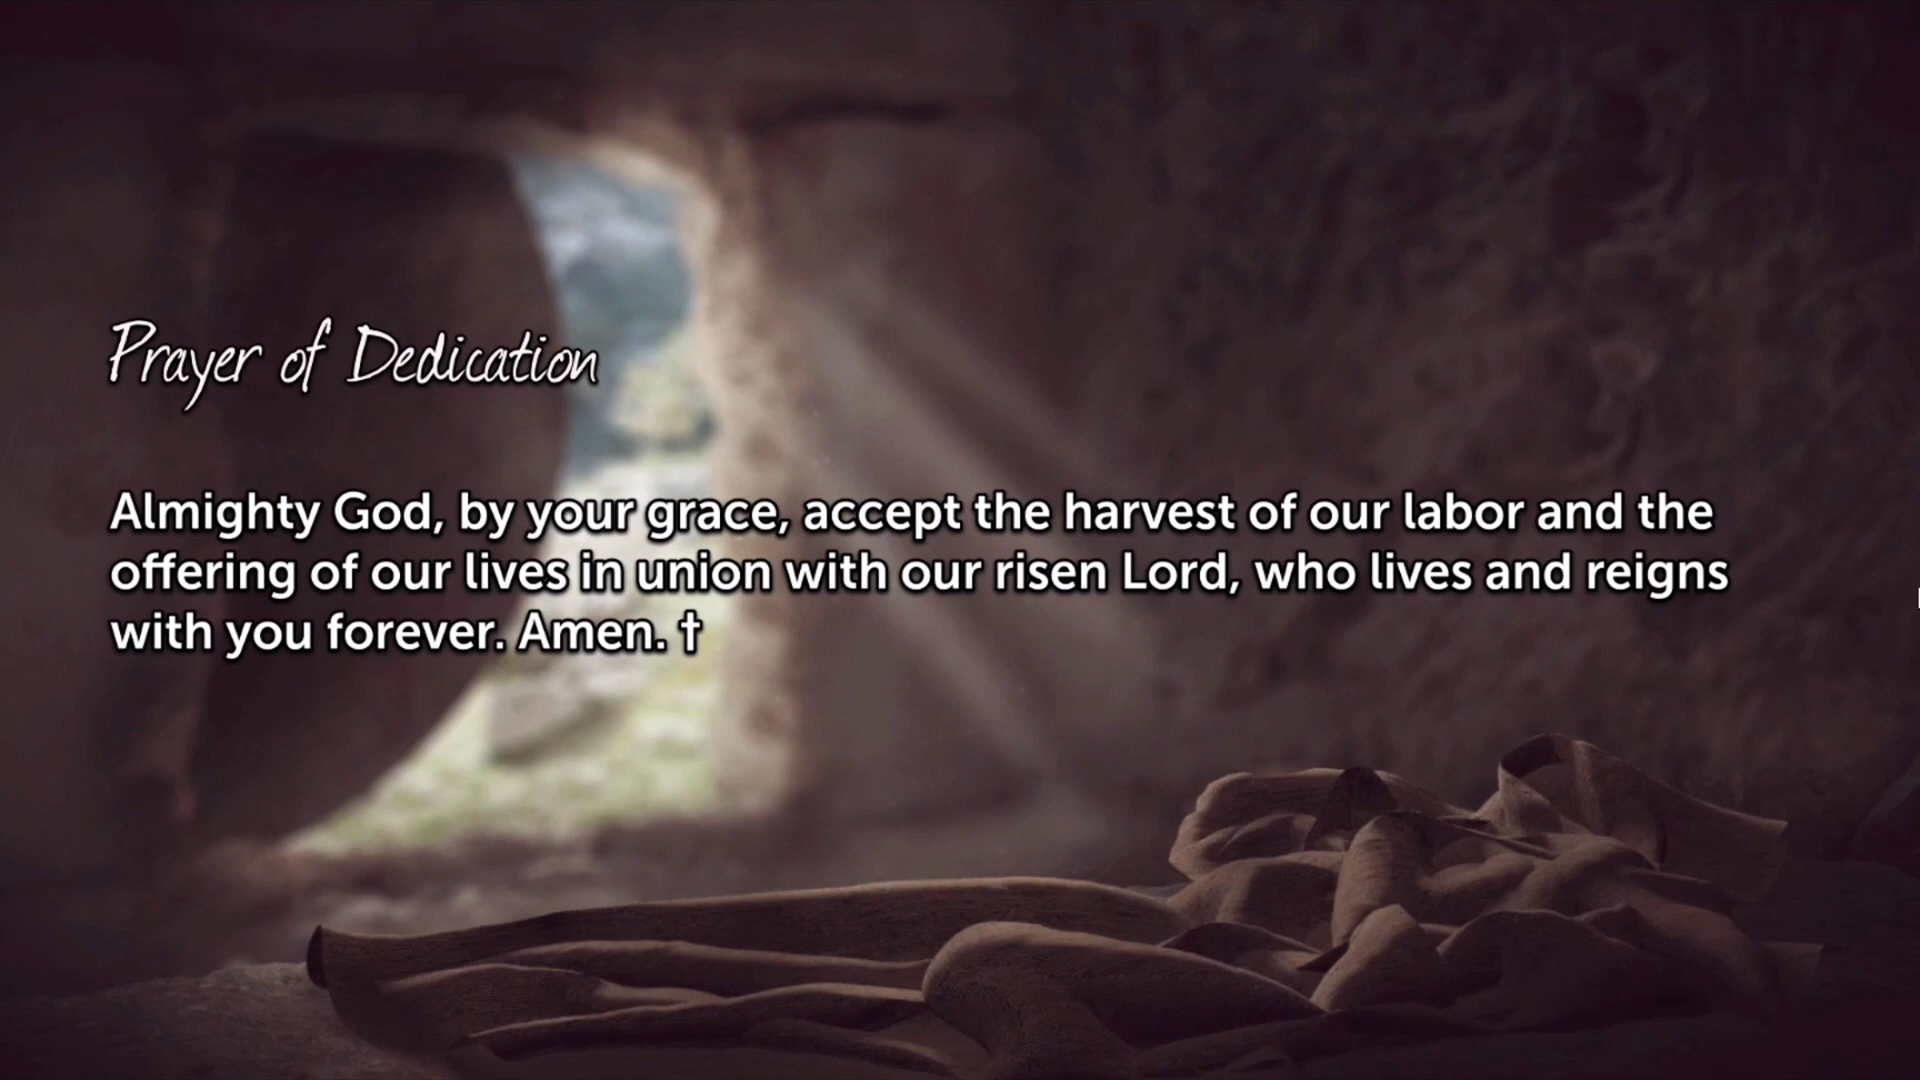 Prayer of Dedication
Almighty God, by your grace, accept the harvest of our labor and the
offering of our lives in union with our risen Lord, who lives and reigns
with you forever. Amen. †